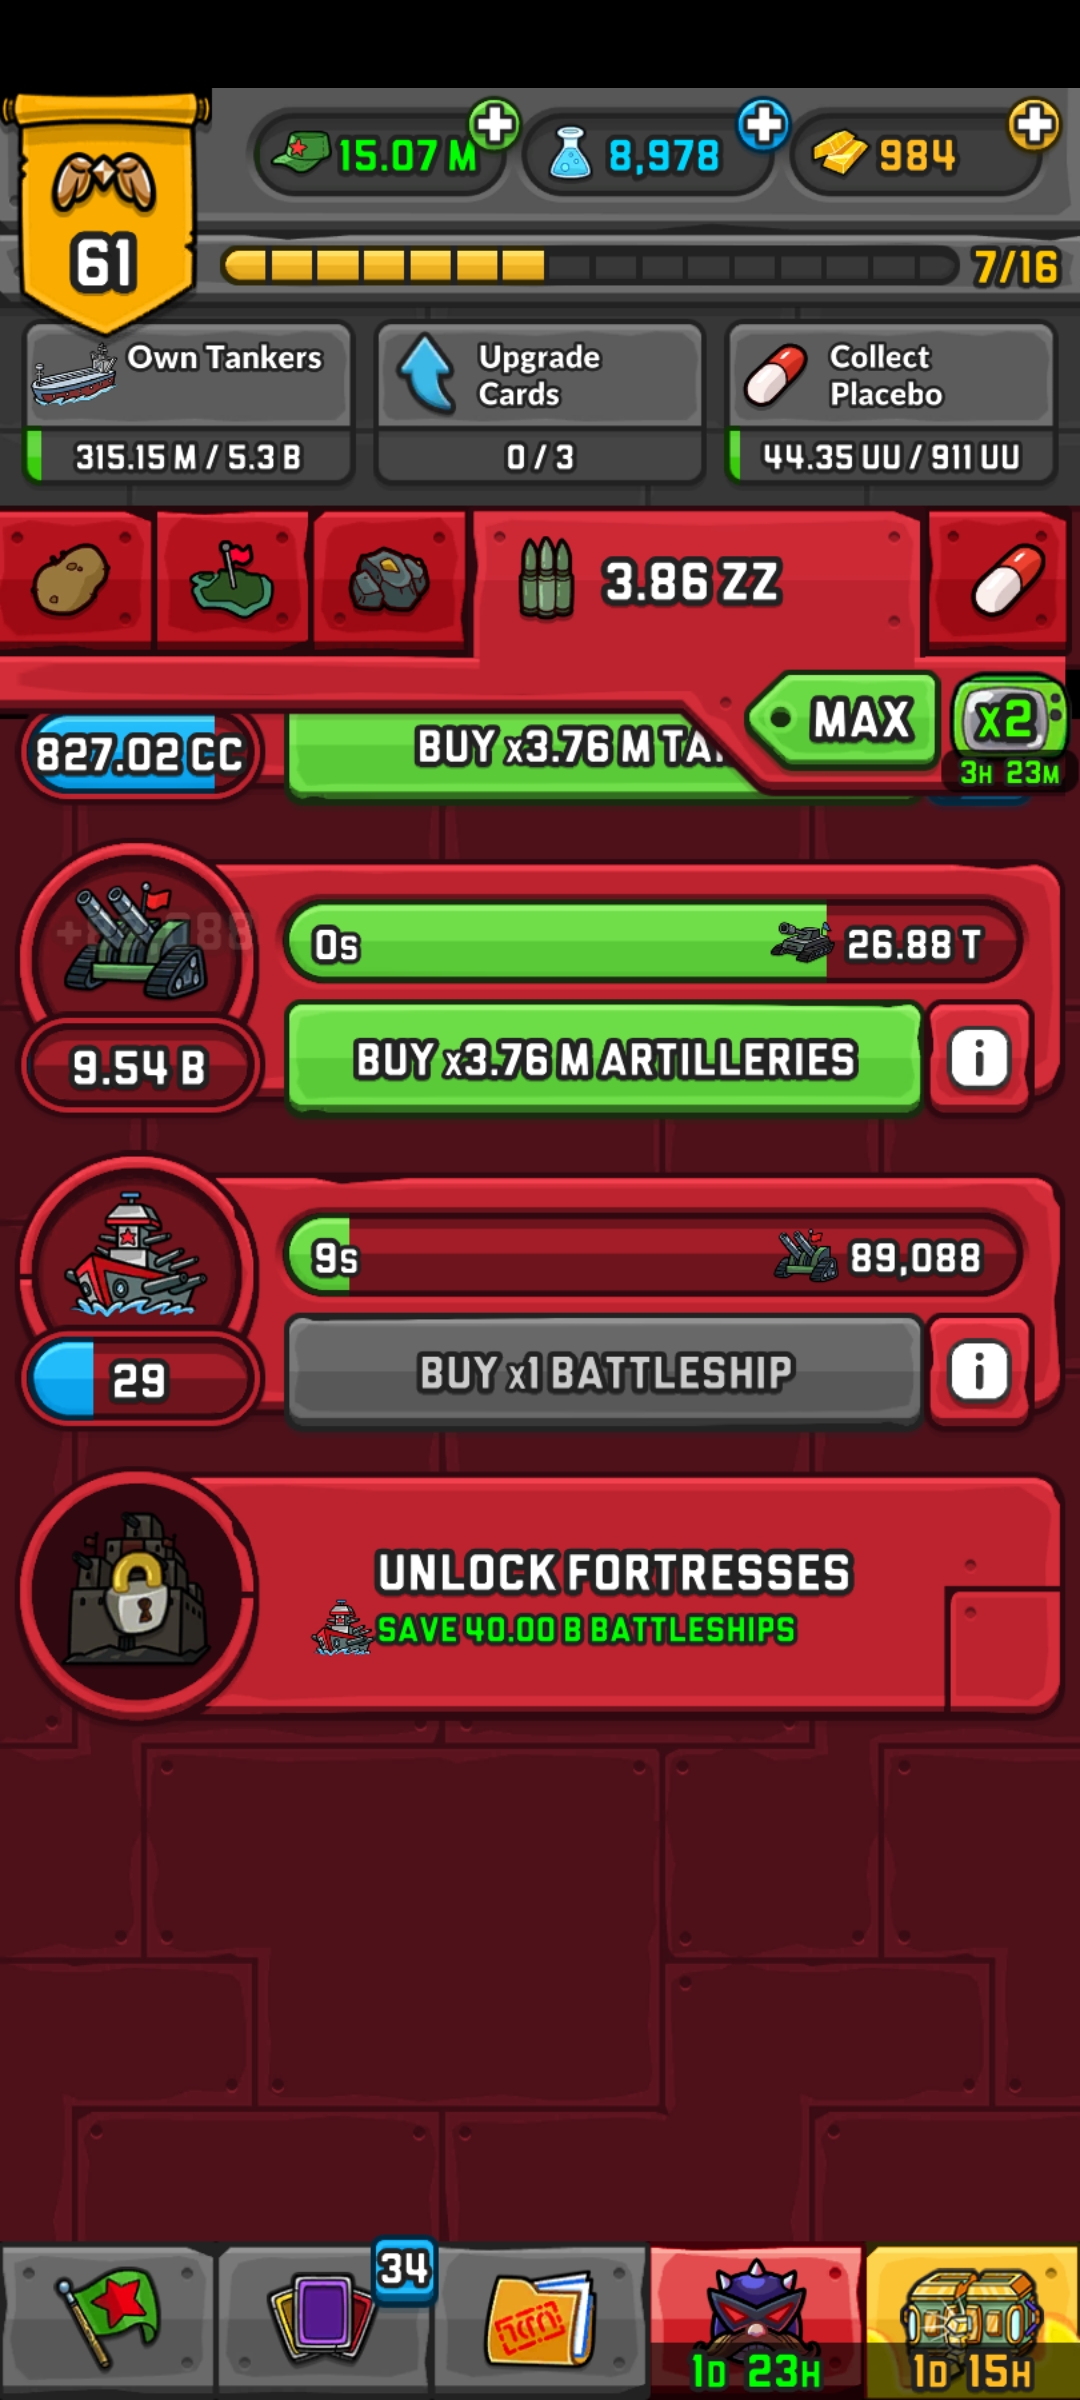 15.07 M
8,978
984
61
7/16
Own Tankers
315.15 M / 5.3 B
Upgrade
Cards
0 / 3
Collect
Placebo
44.35 UU / 911 UU
3.86 ZZ
MAX
x2
3H 23M
827.02 CC
BUY x3.76 M
0s
26.88 T
9.54 B
BUY x3.76 M ARTILLERIES
i
9s
89,088
29
BUY x1 BATTLESHIP
i
UNLOCK FORTRESSES
SAVE 40.00 B BATTLESHIPS
34
1D 23H
1D 15H